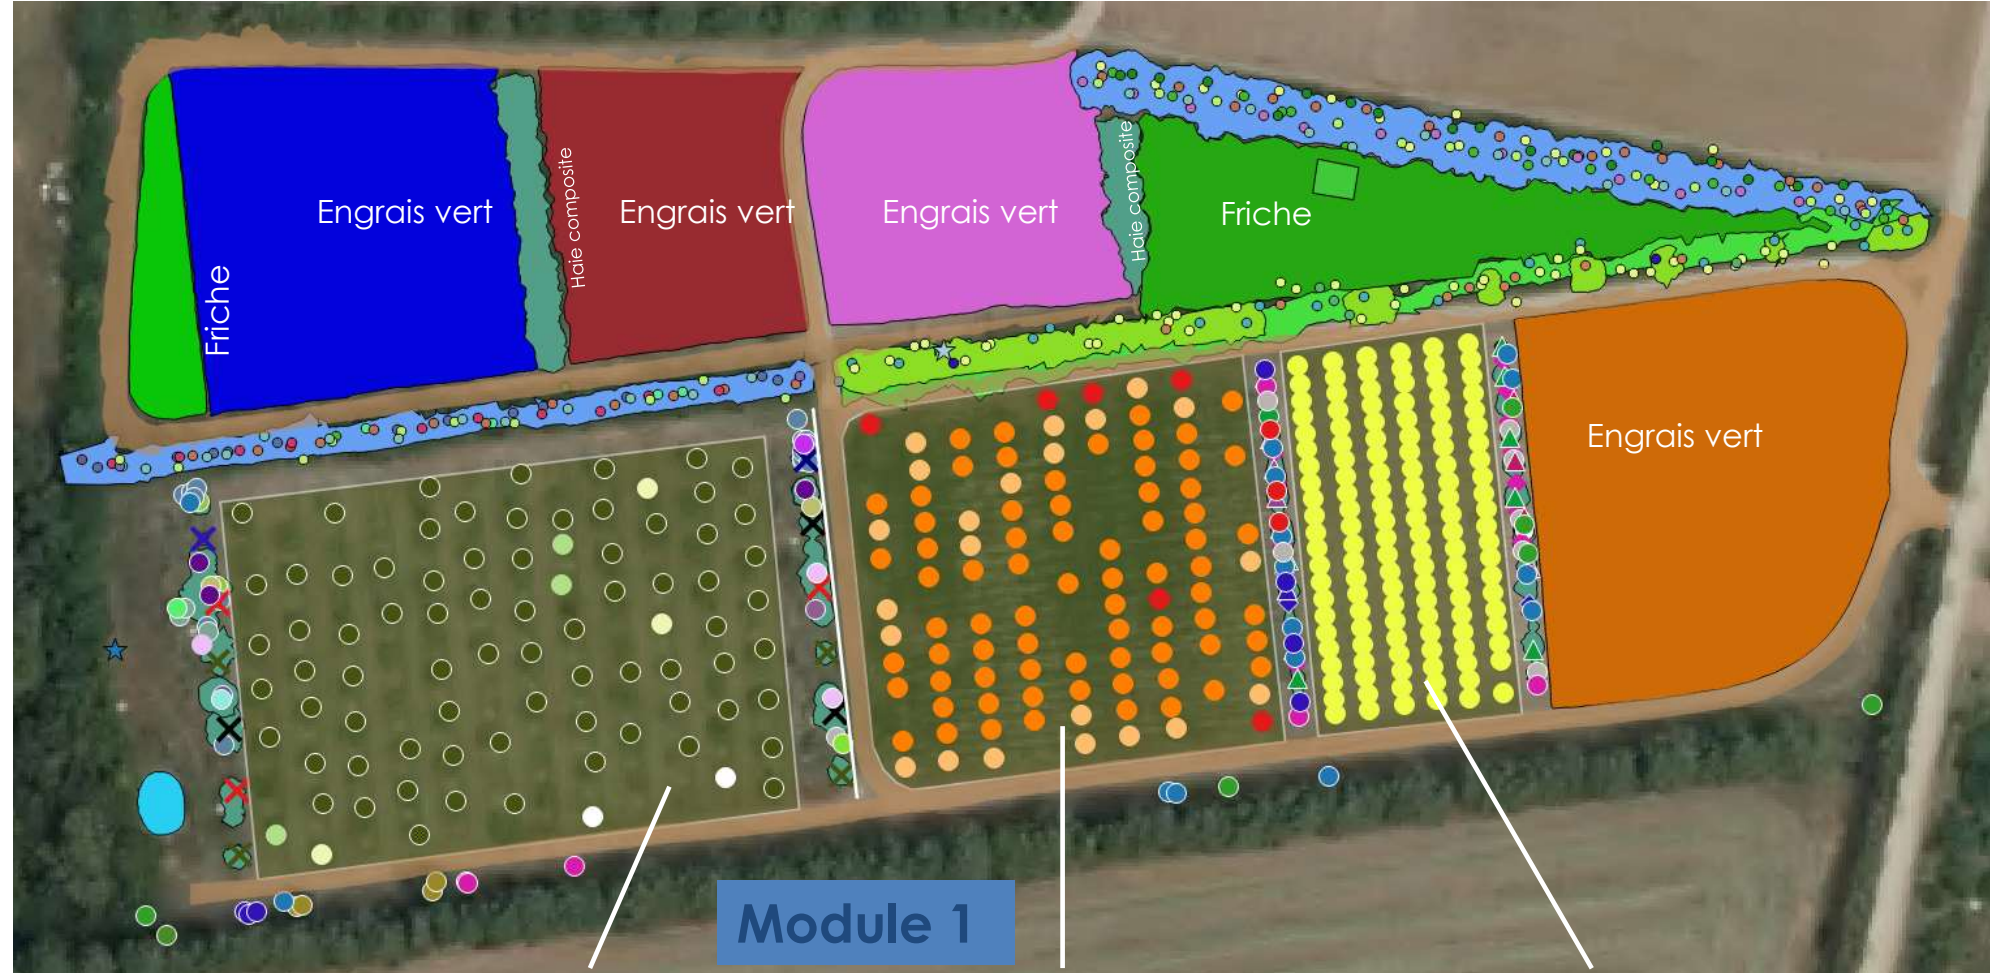 Engrais vert
Haie composite
Engrais vert
Engrais vert
Haie composite
Friche
Friche
Engrais vert
Module 1